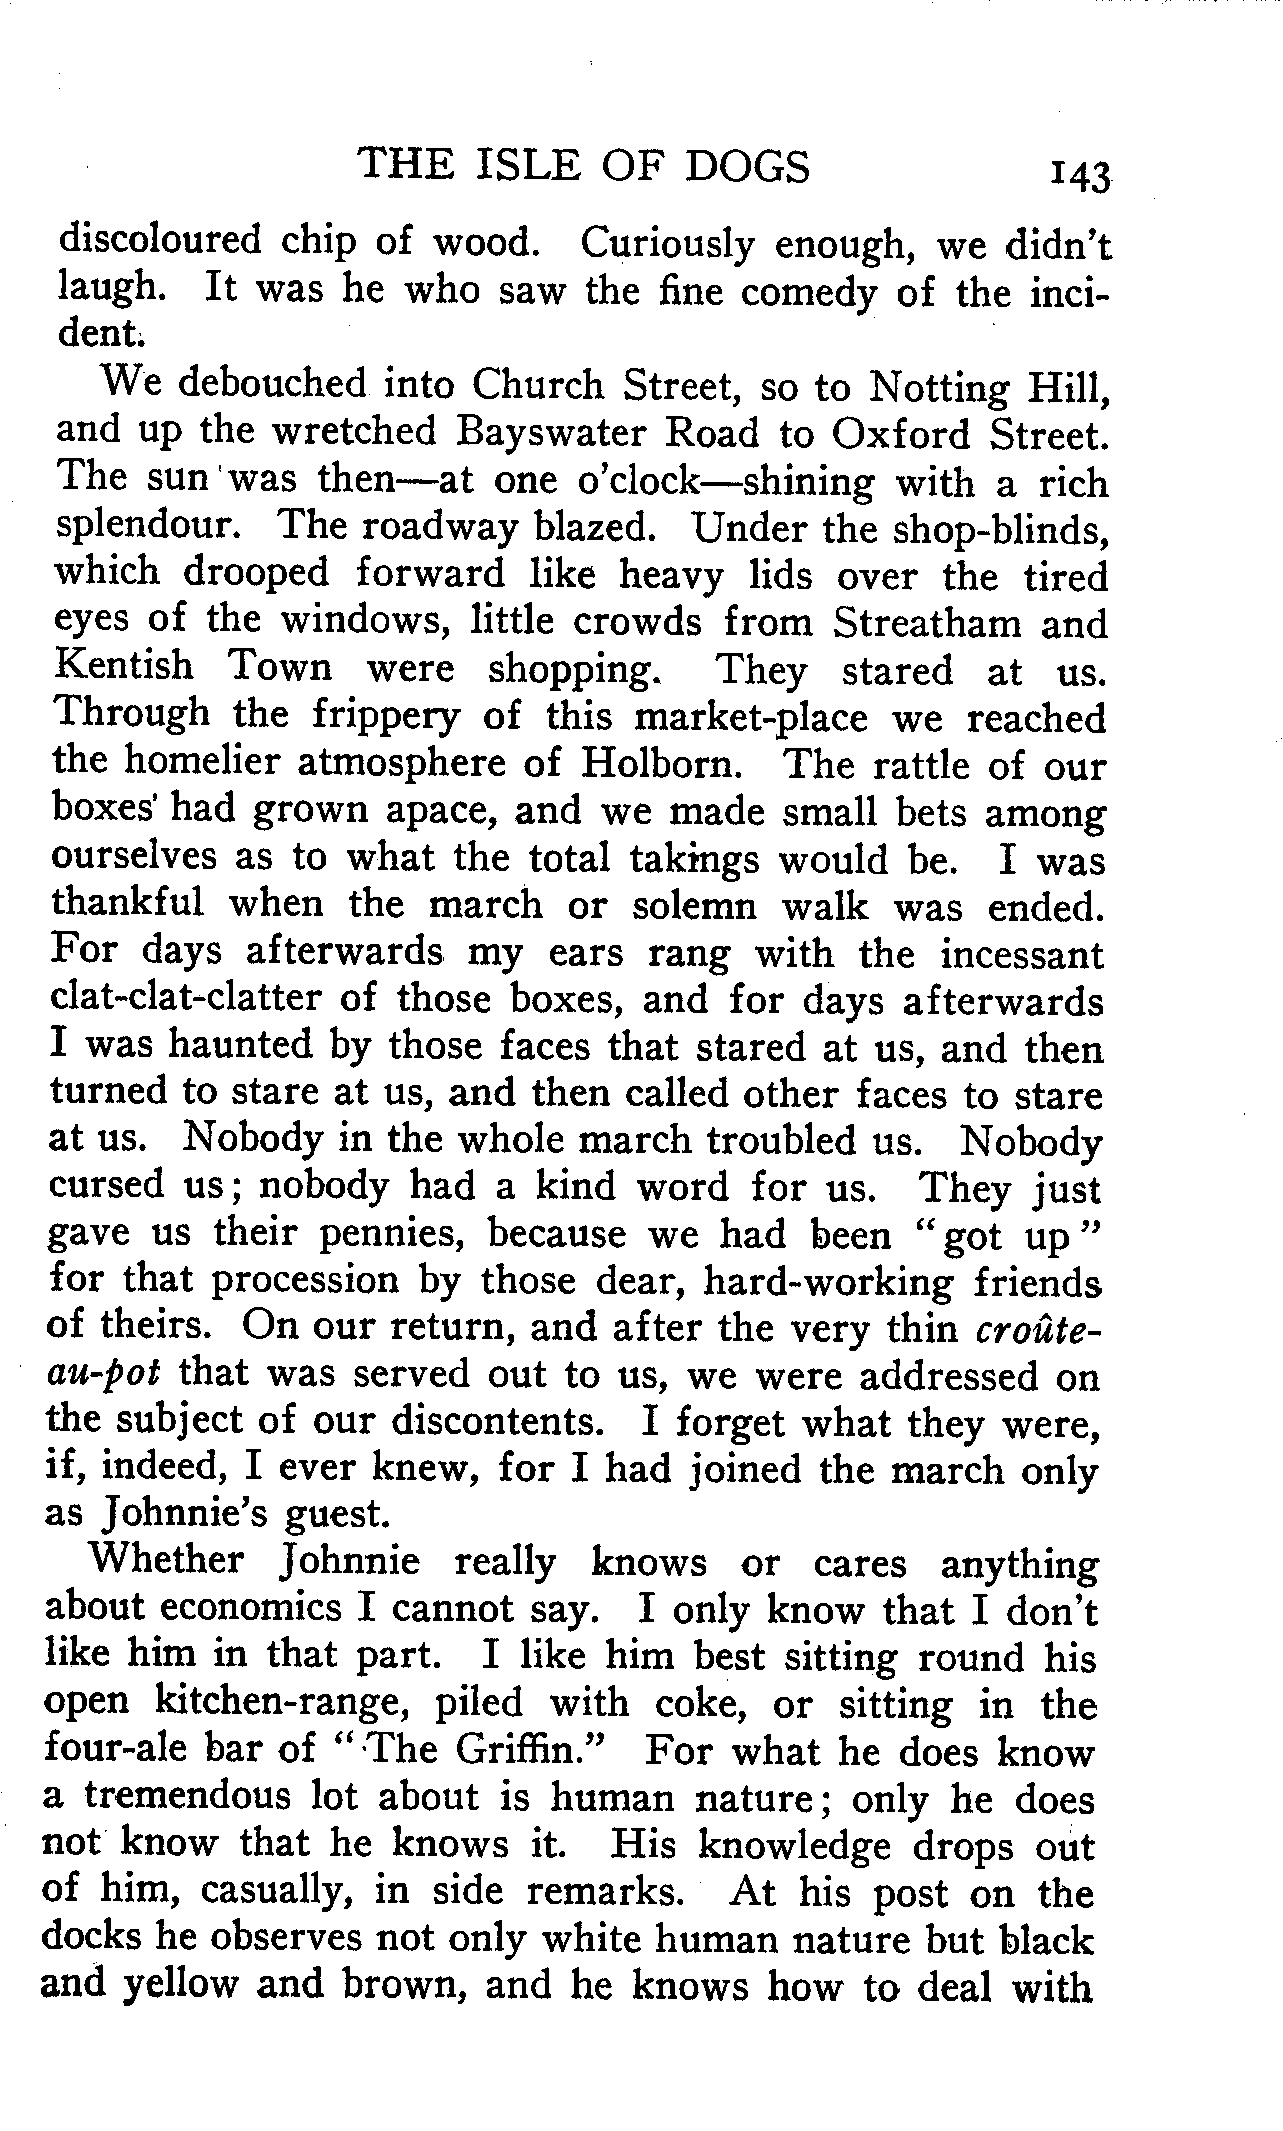 THE ISLE OF DOGS 143
discoloured chip of wood. Curiously enough, we didn't
laugh. It was he who saw the fine comedy of the inci-
dent.
We debouched into Church Street, so to Notting Hill,
and up the wretched Bayswater Road to Oxford Street.
The sun was then—at one o'clock—shining with a rich
splendour. The roadway blazed. Under the shop-blinds,
which drooped forward like heavy lids over the tired
eyes of the windows, little crowds from Streatham and
Kentish Town were shopping. They stared at us.
Through the frippery of this market-place we reached
the homelier atmosphere of Holborn. The rattle of our
boxes had grown apace, and we made small bets among
ourselves as to what the total takings would be. I was
thankful when the march or solemn walk was ended.
For days afterwards my ears rang with the incessant
clat-clat-clatter of those boxes, and for days afterwards
I was haunted by those faces that stared at us, and then
turned to stare at us, and then called other faces to stare
at us. Nobody in the whole march troubled us. Nobody
cursed us; nobody had a kind word for us. They just
gave us their pennies, because we had been "got up"
for that procession by those dear, hard-working friends
of theirs. On our return, and after the very thin croûte-
au-pot that was served out to us, we were addressed on
the subject of our discontents. I forget what they were,
if, indeed, I ever knew, for I had joined the march only
as Johnnie's guest.
Whether Johnnie really knows or cares anything
about economics I cannot say. I only know that I don't
like him in that part. I like him best sitting round his
open kitchen-range, piled with coke, or sitting in the
four-ale bar of "The Griffin." For what he does know
a tremendous lot about is human nature; only he does
not know that he knows it. His knowledge drops out
of him, casually, in side remarks. At his post on the
docks he observes not only white human nature but black
and yellow and brown, and he knows how to deal with